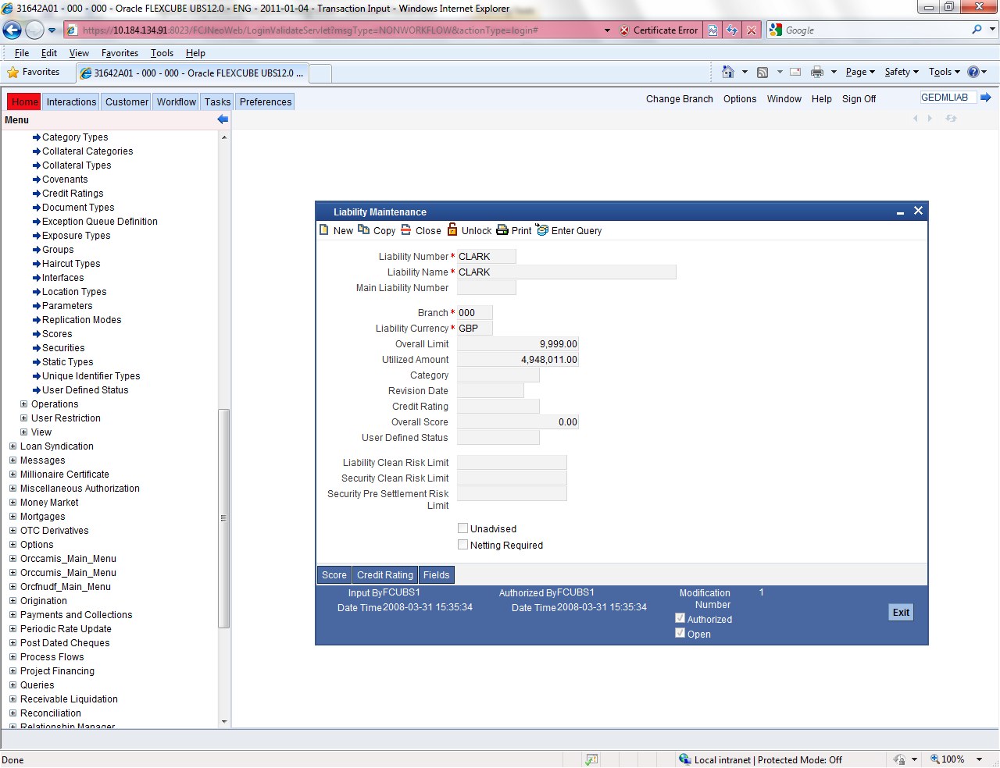 31642A01 - 000 - 000 - Oracle FLEXCUBE UBS12.0 - ENG - 2011-01-04 - Transaction Input - Windows Internet Explorer
https://10.184.134.91:8023/FCJNeoWeb/LoginValidateServlet?msgType=NONWORKFLOW&actionType=login#
Certificate Error
Google
File Edit View Favorites Tools Help
Favorites
31642A01 - 000 - 000 - Oracle FLEXCUBE UBS12.0 ...
Page Safety Tools
Home Interactions Customer Workflow Tasks Preferences
Change Branch Options Window Help Sign Off
GEDMLIAB
Menu
Category Types
Collateral Categories
Collateral Types
Covenants
Credit Ratings
Document Types
Exception Queue Definition
Exposure Types
Groups
Haircut Types
Interfaces
Location Types
Parameters
Replication Modes
Scores
Securities
Static Types
Unique Identifier Types
User Defined Status
Operations
User Restriction
View
Loan Syndication
Messages
Millionaire Certificate
Miscellaneous Authorization
Money Market
Mortgages
OTC Derivatives
Options
Orccamis_Main_Menu
Orccumis_Main_Menu
Orcfnudf_Main_Menu
Origination
Payments and Collections
Periodic Rate Update
Post Dated Cheques
Process Flows
Project Financing
Queries
Receivable Liquidation
Reconciliation
Relationship Manager
Liability Maintenance
New Copy Close Unlock Print Enter Query
Liability Number * CLARK
Liability Name * CLARK
Main Liability Number
Branch * 000
Liability Currency * GBP
Overall Limit 9,999.00
Utilized Amount 4,948,011.00
Category
Revision Date
Credit Rating
Overall Score 0.00
User Defined Status
Liability Clean Risk Limit
Security Clean Risk Limit
Security Pre Settlement Risk
Limit
Unadvised
Netting Required
Score Credit Rating Fields
Input By FCUBS1 Authorized By FCUBS1 Modification 1
Number
Date Time 2008-03-31 15:35:34 Date Time 2008-03-31 15:35:34
Authorized
Open
Exit
Done
Local intranet | Protected Mode: Off
100%